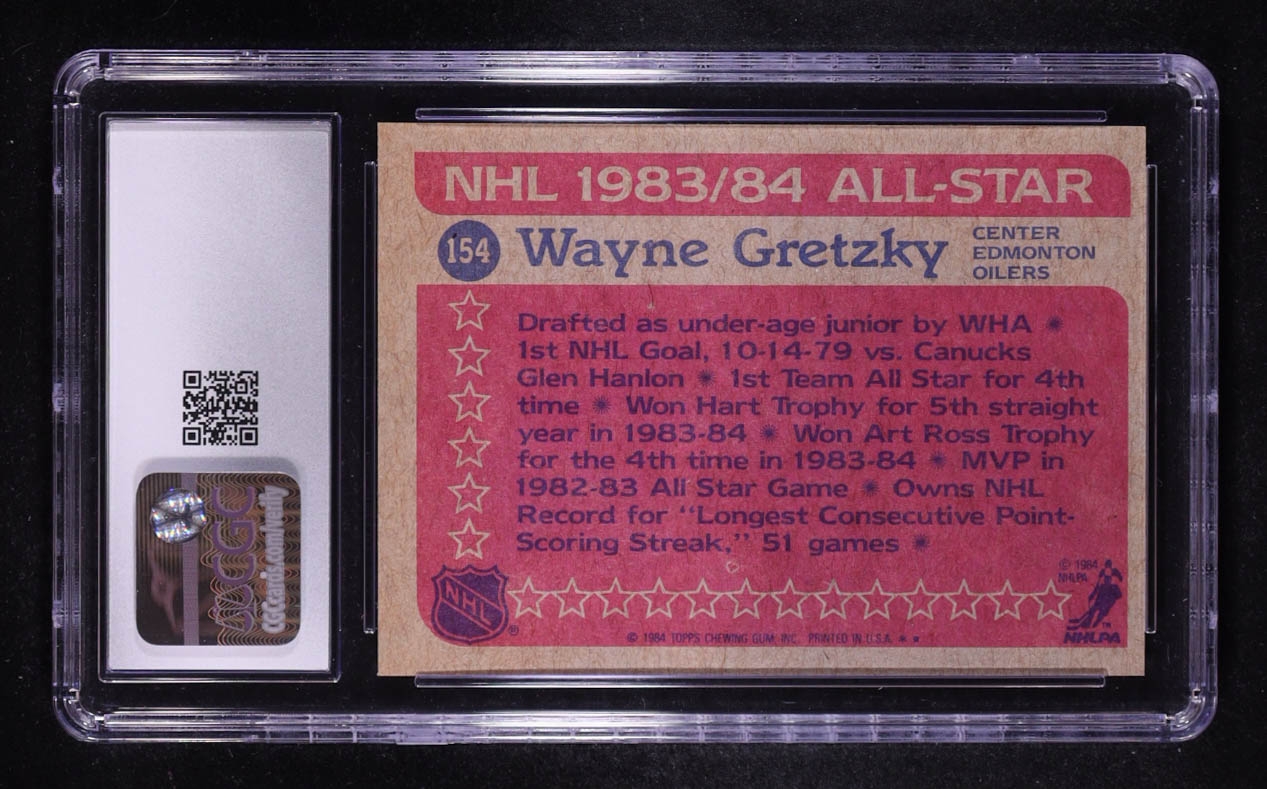 NHL 1983/84 ALL-STAR
154 Wayne Gretzky
CENTER
EDMONTON
OILERS
Drafted as under-age junior by WHA ✹
1st NHL Goal, 10-14-79 vs. Canucks
Glen Hanlon ✹ 1st Team All Star for 4th
time ✹ Won Hart Trophy for 5th straight
year in 1983-84 ✹ Won Art Ross Trophy
for the 4th time in 1983-84 ✹ MVP in
1982-83 All Star Game ✹ Owns NHL
Record for “Longest Consecutive Point-
Scoring Streak,” 51 games ✹
NHL ®
© 1984
NHLPA
™
NHLPA
© 1984 TOPPS CHEWING GUM, INC. PRINTED IN U.S.A. ✶ ✶
CGC
CGCcards.com/verify